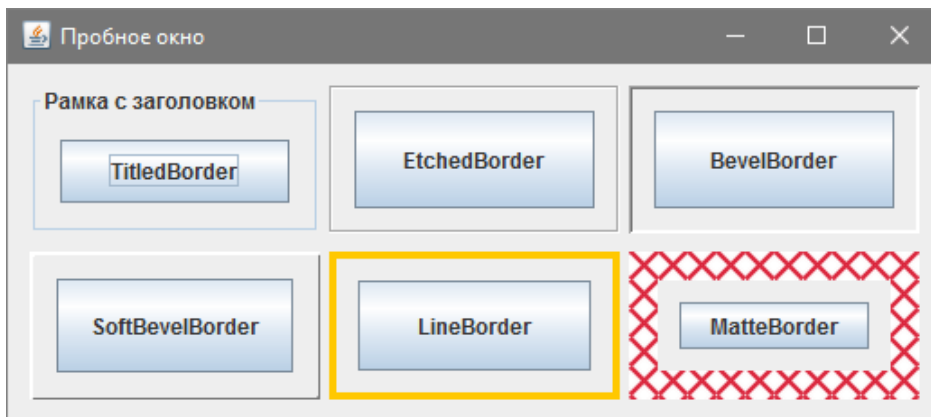 Пробное окно
Рамка с заголовком
TitledBorder
EtchedBorder
BevelBorder
SoftBevelBorder
LineBorder
MatteBorder